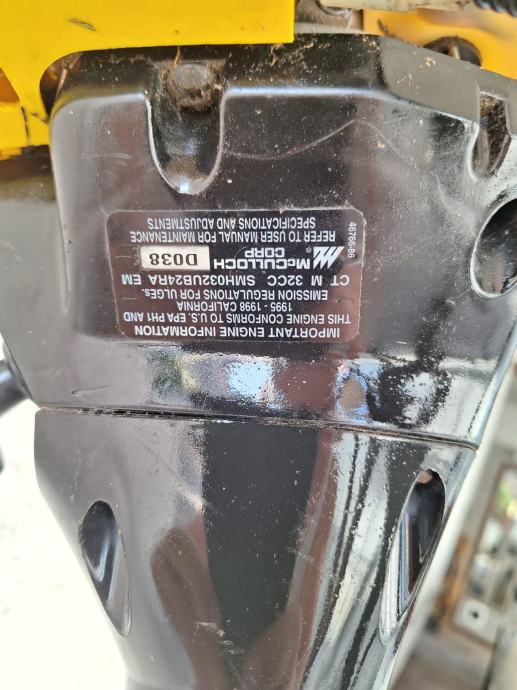 IMPORTANT ENGINE INFORMATION
THIS ENGINE CONFORMS TO U.S. EPA PH1 AND
1995-1998 CALIFORNIA
EMISSION REGULATIONS FOR ULGEs.
CT M 32CC SMH032UB24RA EM
McCULLOCH
CORP
D038
REFER TO USER MANUAL FOR MAINTENANCE
SPECIFICATIONS AND ADJUSTMENTS
46766-86